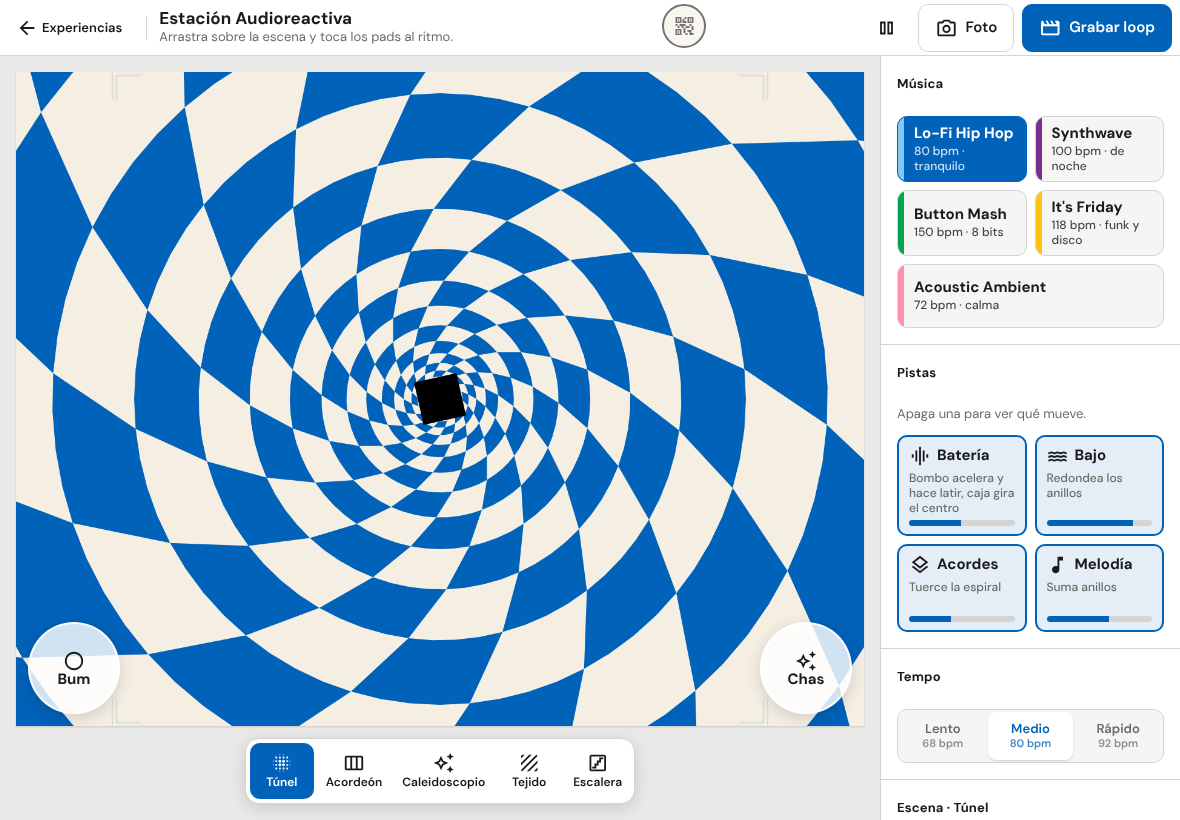 Experiencias
Estación Audioreactiva
Arrastra sobre la escena y toca los pads al ritmo.
Foto
Grabar loop
Música
Lo-Fi Hip Hop
80 bpm ·
tranquilo
Synthwave
100 bpm · de
noche
Button Mash
150 bpm · 8 bits
It's Friday
118 bpm · funk y
disco
Acoustic Ambient
72 bpm · calma
Pistas
Apaga una para ver qué mueve.
Batería
Bombo acelera y
hace latir, caja gira
el centro
Bajo
Redondea los
anillos
Acordes
Tuerce la espiral
Melodía
Suma anillos
Bum
Chas
Tempo
Lento
68 bpm
Medio
80 bpm
Rápido
92 bpm
Túnel
Acordeón
Caleidoscopio
Tejido
Escalera
Escena · Túnel